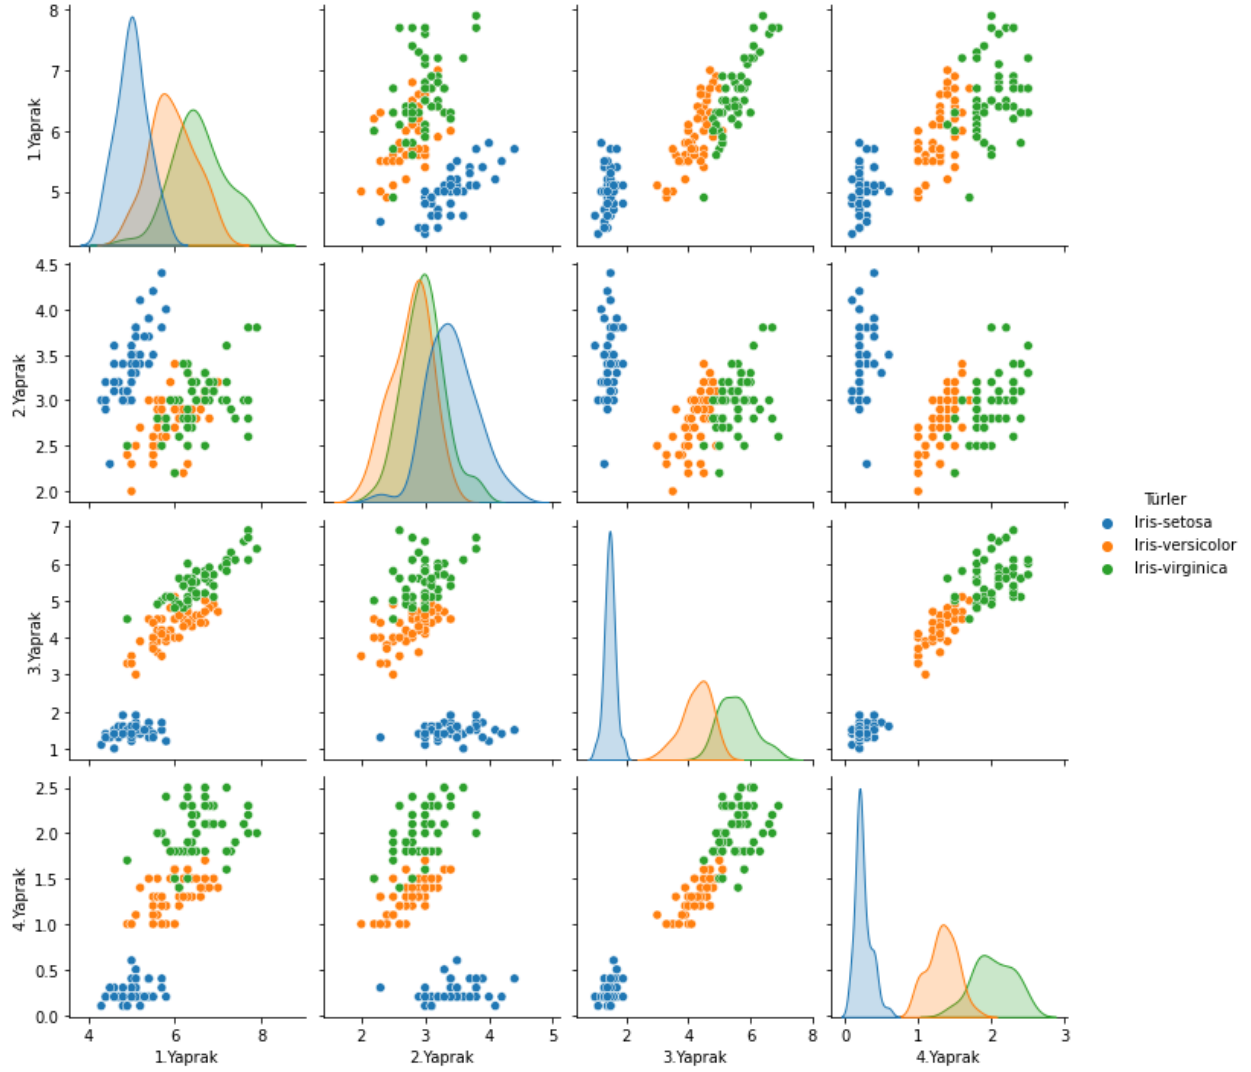 8
7
6
5
1.Yaprak
4.5
4.0
3.5
3.0
2.5
2.0
2.Yaprak
7
6
5
4
3
2
1
3.Yaprak
2.5
2.0
1.5
1.0
0.5
0.0
4.Yaprak
4 6 8
1.Yaprak
2 3 4 5
2.Yaprak
2 4 6 8
3.Yaprak
0 1 2 3
4.Yaprak
Türler
Iris-setosa
Iris-versicolor
Iris-virginica